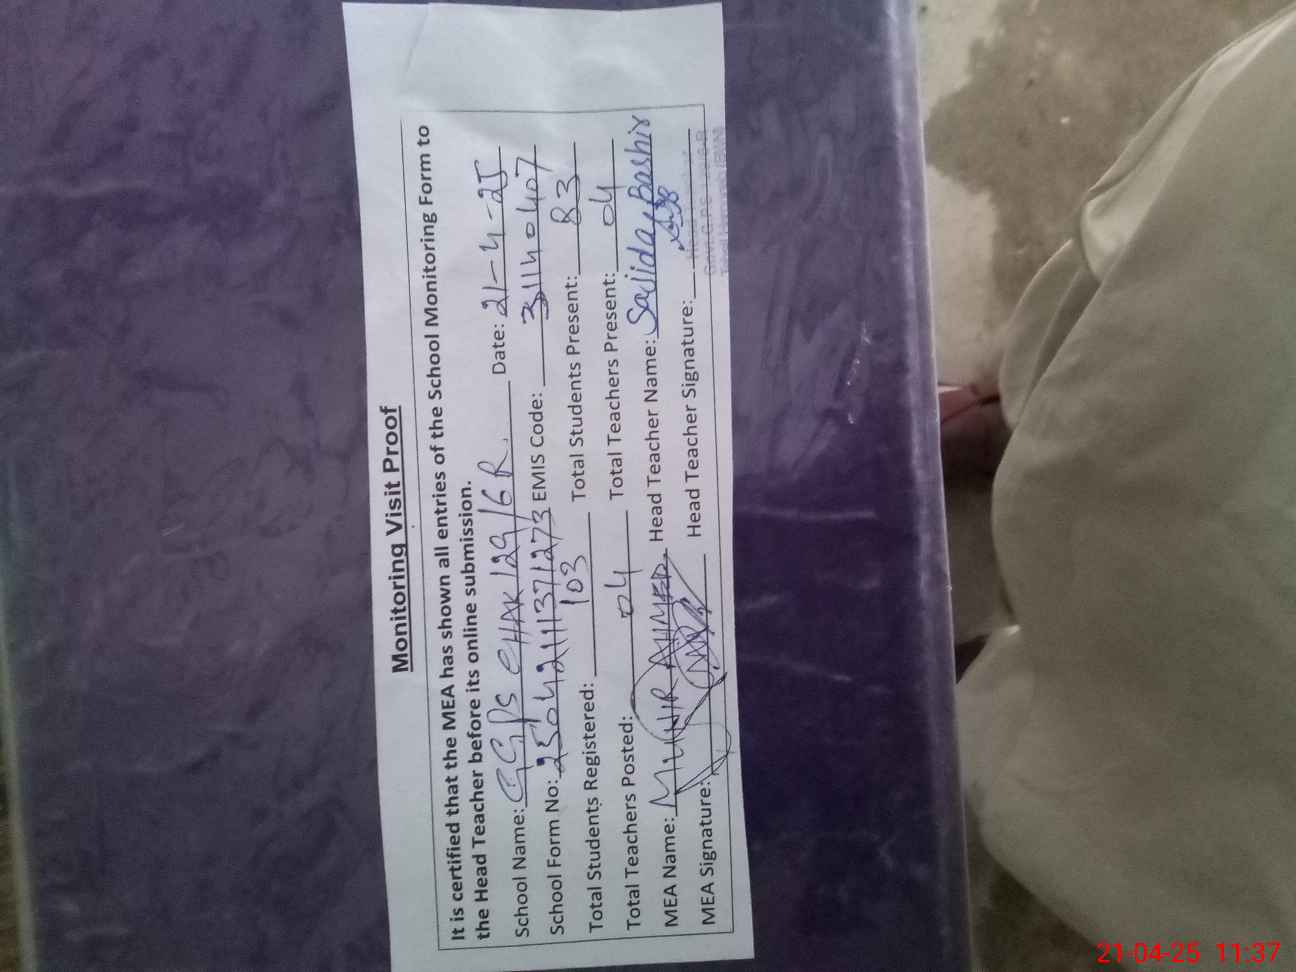 Monitoring Visit Proof
It is certified that the MEA has shown all entries of the School Monitoring Form to
the Head Teacher before its online submission.
School Name: GGPS CHAK 129/6R. Date: 21-4-25
School Form No: 25042111371273 EMIS Code: 31140407
Total Students Registered: 103 Total Students Present: 83
Total Teachers Posted: 04 Total Teachers Present: 04
MEA Name: MUNIR AHMED Head Teacher Name: Sajida Bashir
MEA Signature: Head Teacher Signature:
21-04-25 11:37